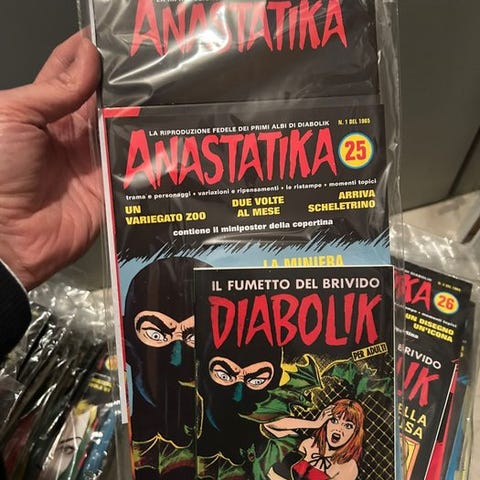 ANASTATIKA
LA RIPRODUZIONE FEDELE DEI PRIMI ALBI DI DIABOLIK
N. 1 DEL 1965
ANASTATIKA 25
trama e personaggi • variazioni e ripensamenti • le ristampe • momenti topici
UN VARIEGATO ZOO
DUE VOLTE AL MESE
ARRIVA SCHELETRINO
contiene il miniposter della copertina
LA MINIERA
IL FUMETTO DEL BRIVIDO
DIABOLIK
PER ADULTI
26
UN DISEGNO
UN'ICONA
BRIVIDO